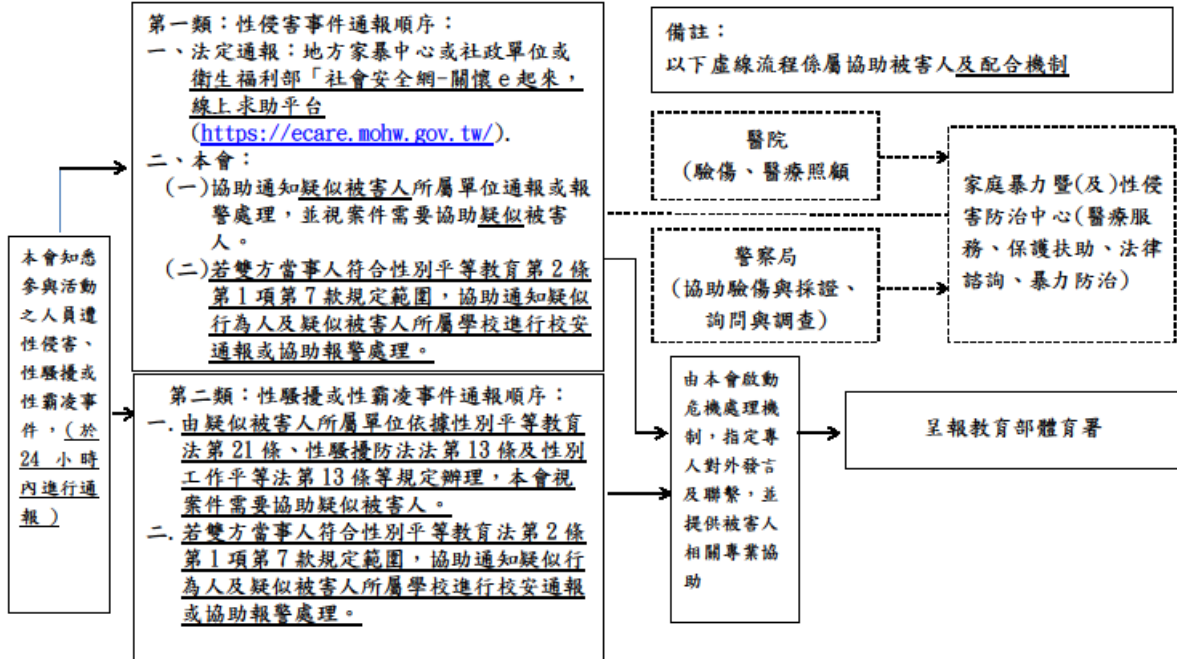 本會知悉
參與活動
之人員遭
性侵害、
性騷擾或
性霸凌事
件，(於
24 小時
內進行通
報)
第一類：性侵害事件通報順序：
一、法定通報：地方家暴中心或社政單位或
衛生福利部「社會安全網-關懷 e 起來，
線上求助平台
(https://ecare.mohw.gov.tw/).
二、本會：
(一)協助通知疑似被害人所屬單位通報或報
警處理，並視案件需要協助疑似被害
人。
(二)若雙方當事人符合性別平等教育第 2 條
第 1 項第 7 款規定範圍，協助通知疑似
行為人及疑似被害人所屬學校進行校安
通報或協助報警處理。
第二類：性騷擾或性霸凌事件通報順序：
一. 由疑似被害人所屬單位依據性別平等教育
法第 21 條、性騷擾防法法第 13 條及性別
工作平等法第 13 條等規定辦理，本會視
案件需要協助疑似被害人。
二. 若雙方當事人符合性別平等教育法第 2 條
第 1 項第 7 款規定範圍，協助通知疑似行
為人及疑似被害人所屬學校進行校安通報
或協助報警處理。
備註：
以下虛線流程係屬協助被害人及配合機制
醫院
(驗傷、醫療照顧
警察局
(協助驗傷與採證、
詢問與調查)
家庭暴力暨(及)性侵
害防治中心(醫療服
務、保護扶助、法律
諮詢、暴力防治)
由本會啟動
危機處理機
制，指定專
人對外發言
及聯繫，並
提供被害人
相關專業協
助
呈報教育部體育署